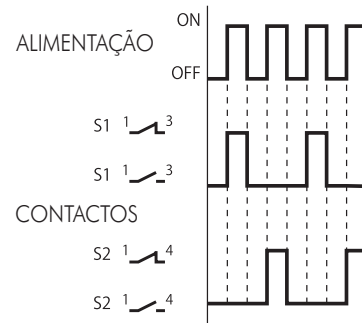 ON
ALIMENTAÇÃO
OFF
S1 1 3
S1 1 3
CONTACTOS
S2 1 4
S2 1 4